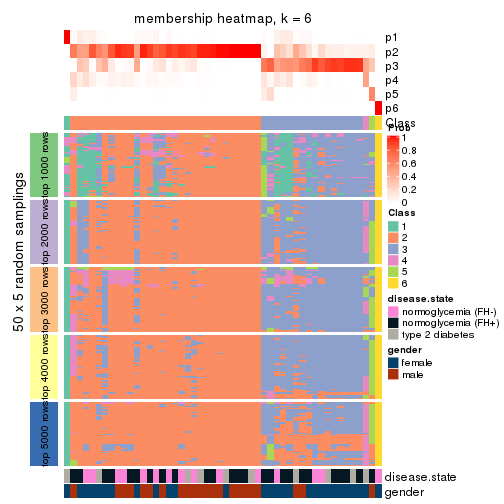 membership heatmap, k = 6
p1
p2
p3
p4
p5
p6
Class
Prob
1
0.8
0.6
0.4
0.2
0
Class
1
2
3
4
5
6
disease.state
normoglycemia (FH-)
normoglycemia (FH+)
type 2 diabetes
gender
female
male
50 x 5 random samplings
top 1000 rows
top 2000 rows
top 3000 rows
top 4000 rows
top 5000 rows
disease.state
gender